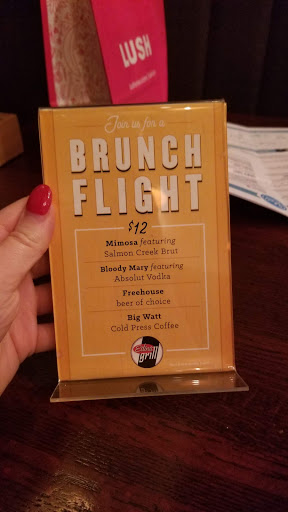 LUSH
Join us for a
BRUNCH
FLIGHT
$12
Mimosa featuring
Salmon Creek Brut
Bloody Mary featuring
Absolut Vodka
Freehouse
beer of choice
Big Watt
Cold Press Coffee
grill